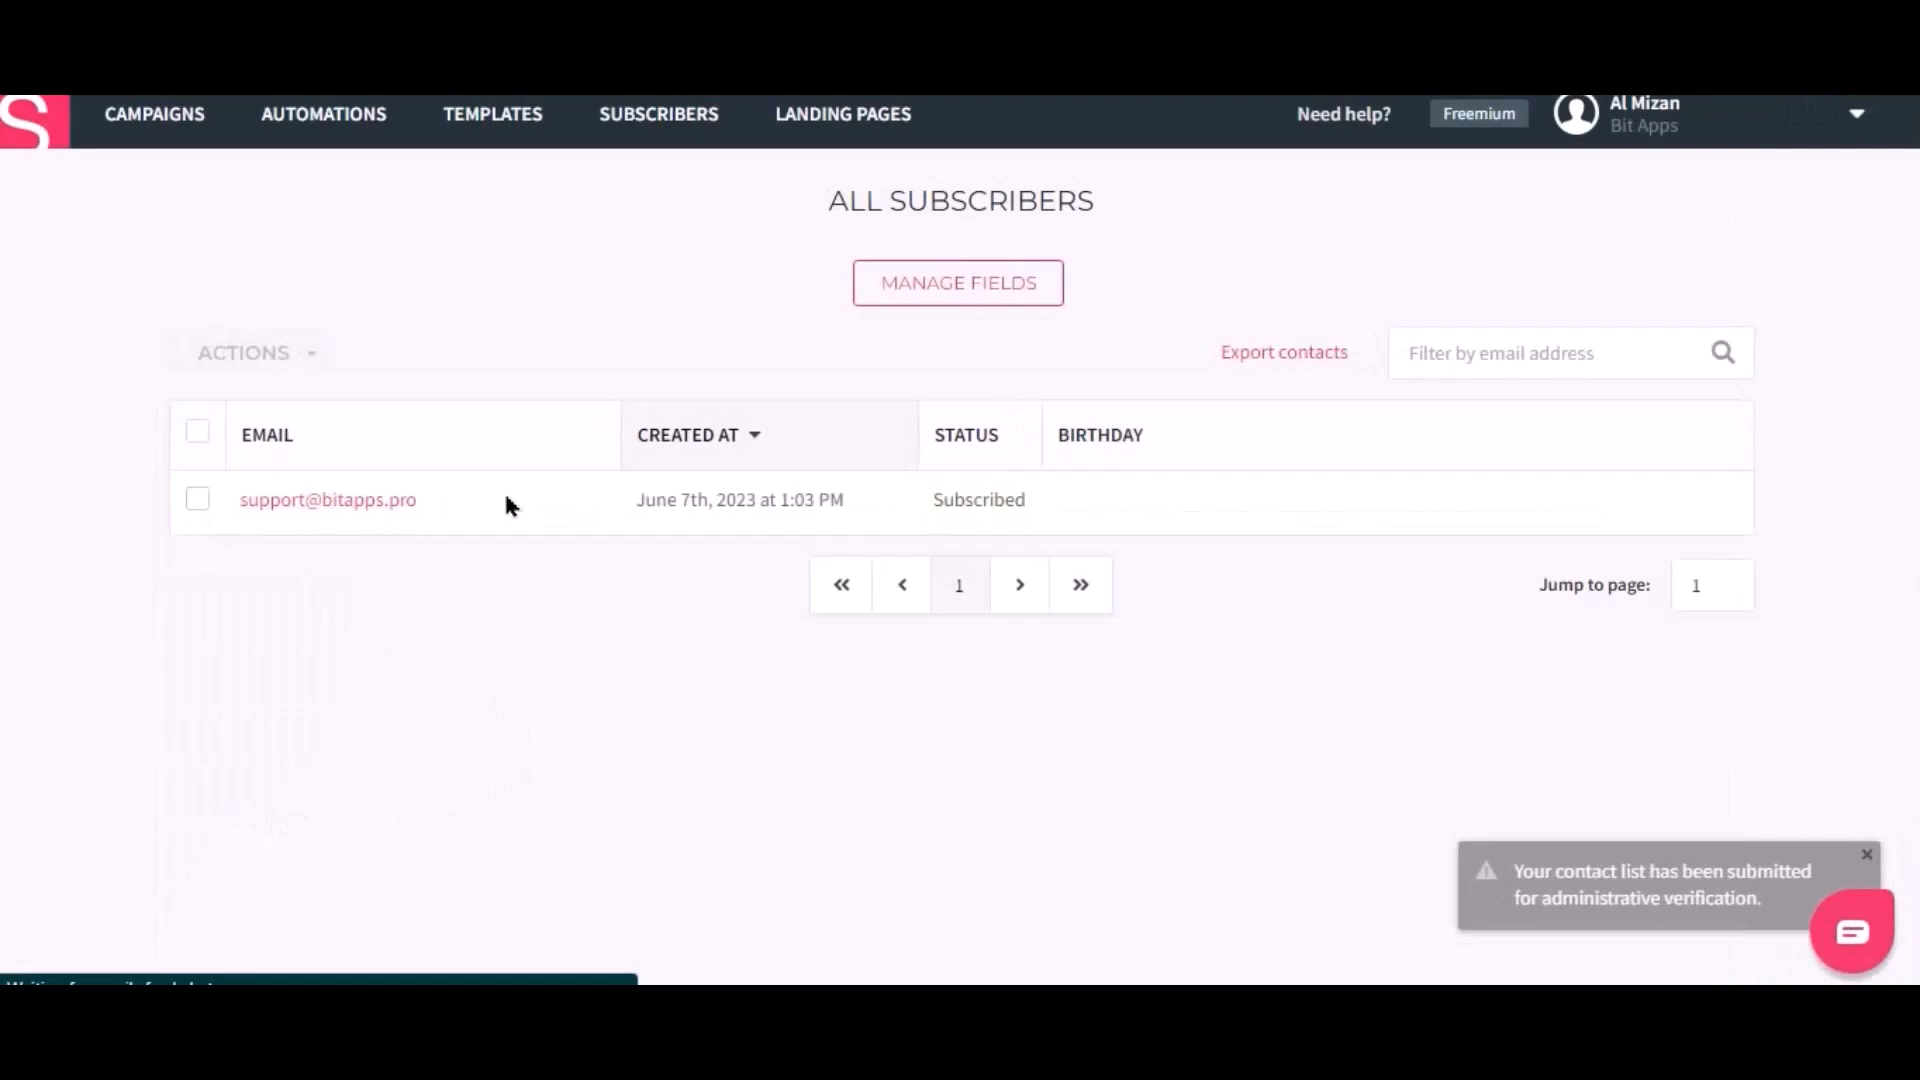 S
CAMPAIGNS AUTOMATIONS TEMPLATES SUBSCRIBERS LANDING PAGES Need help? Freemium Al Mizan
Bit Apps
ALL SUBSCRIBERS
MANAGE FIELDS
ACTIONS Export contacts Filter by email address
EMAIL CREATED AT STATUS BIRTHDAY
support@bitapps.pro June 7th, 2023 at 1:03 PM Subscribed
« ‹ 1 › » Jump to page: 1
Your contact list has been submitted
for administrative verification.